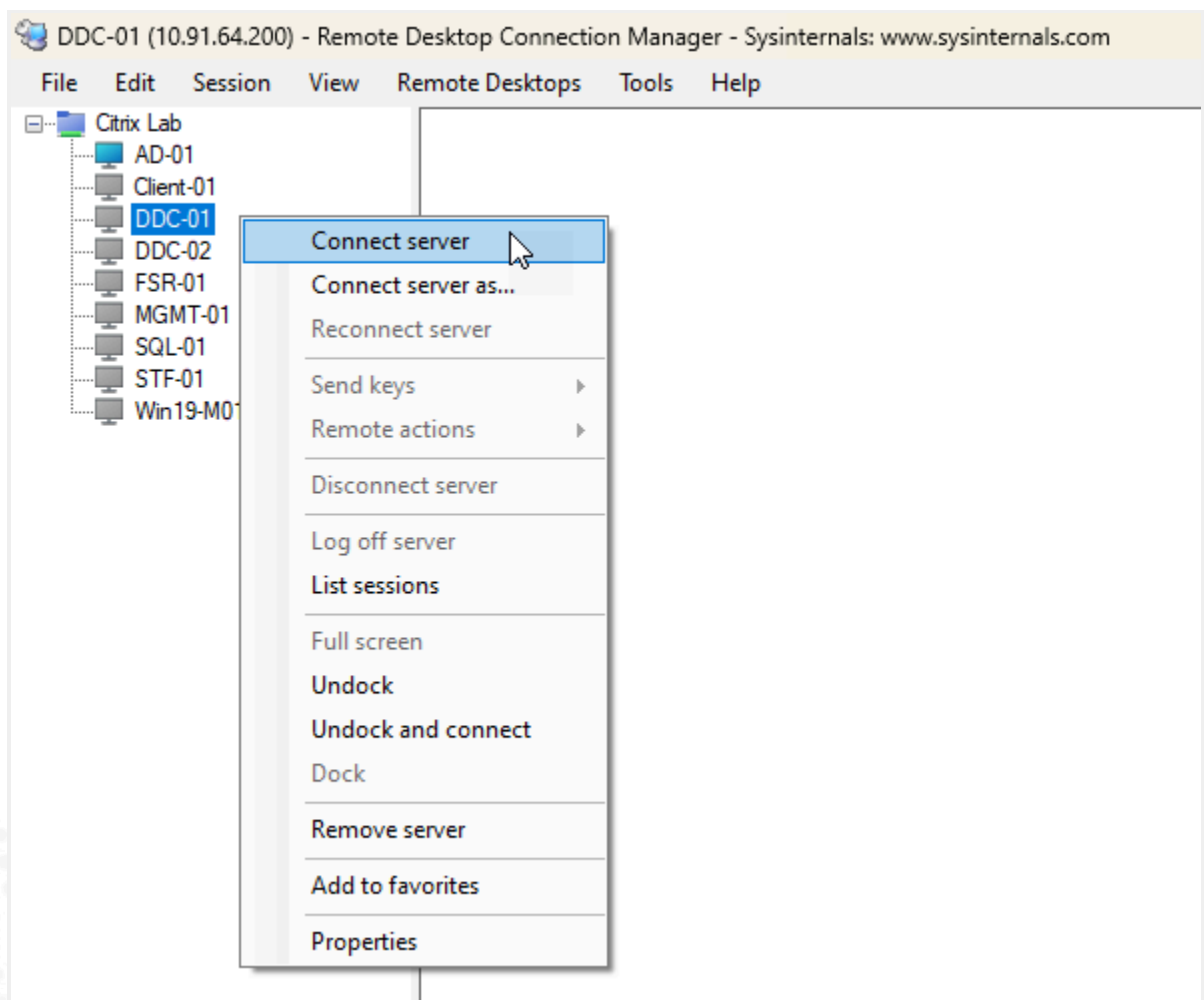 DDC-01 (10.91.64.200) - Remote Desktop Connection Manager - Sysinternals: www.sysinternals.com
File Edit Session View Remote Desktops Tools Help
Citrix Lab
AD-01
Client-01
DDC-01
DDC-02
FSR-01
MGMT-01
SQL-01
STF-01
Win19-M01
Connect server
Connect server as...
Reconnect server
Send keys
Remote actions
Disconnect server
Log off server
List sessions
Full screen
Undock
Undock and connect
Dock
Remove server
Add to favorites
Properties